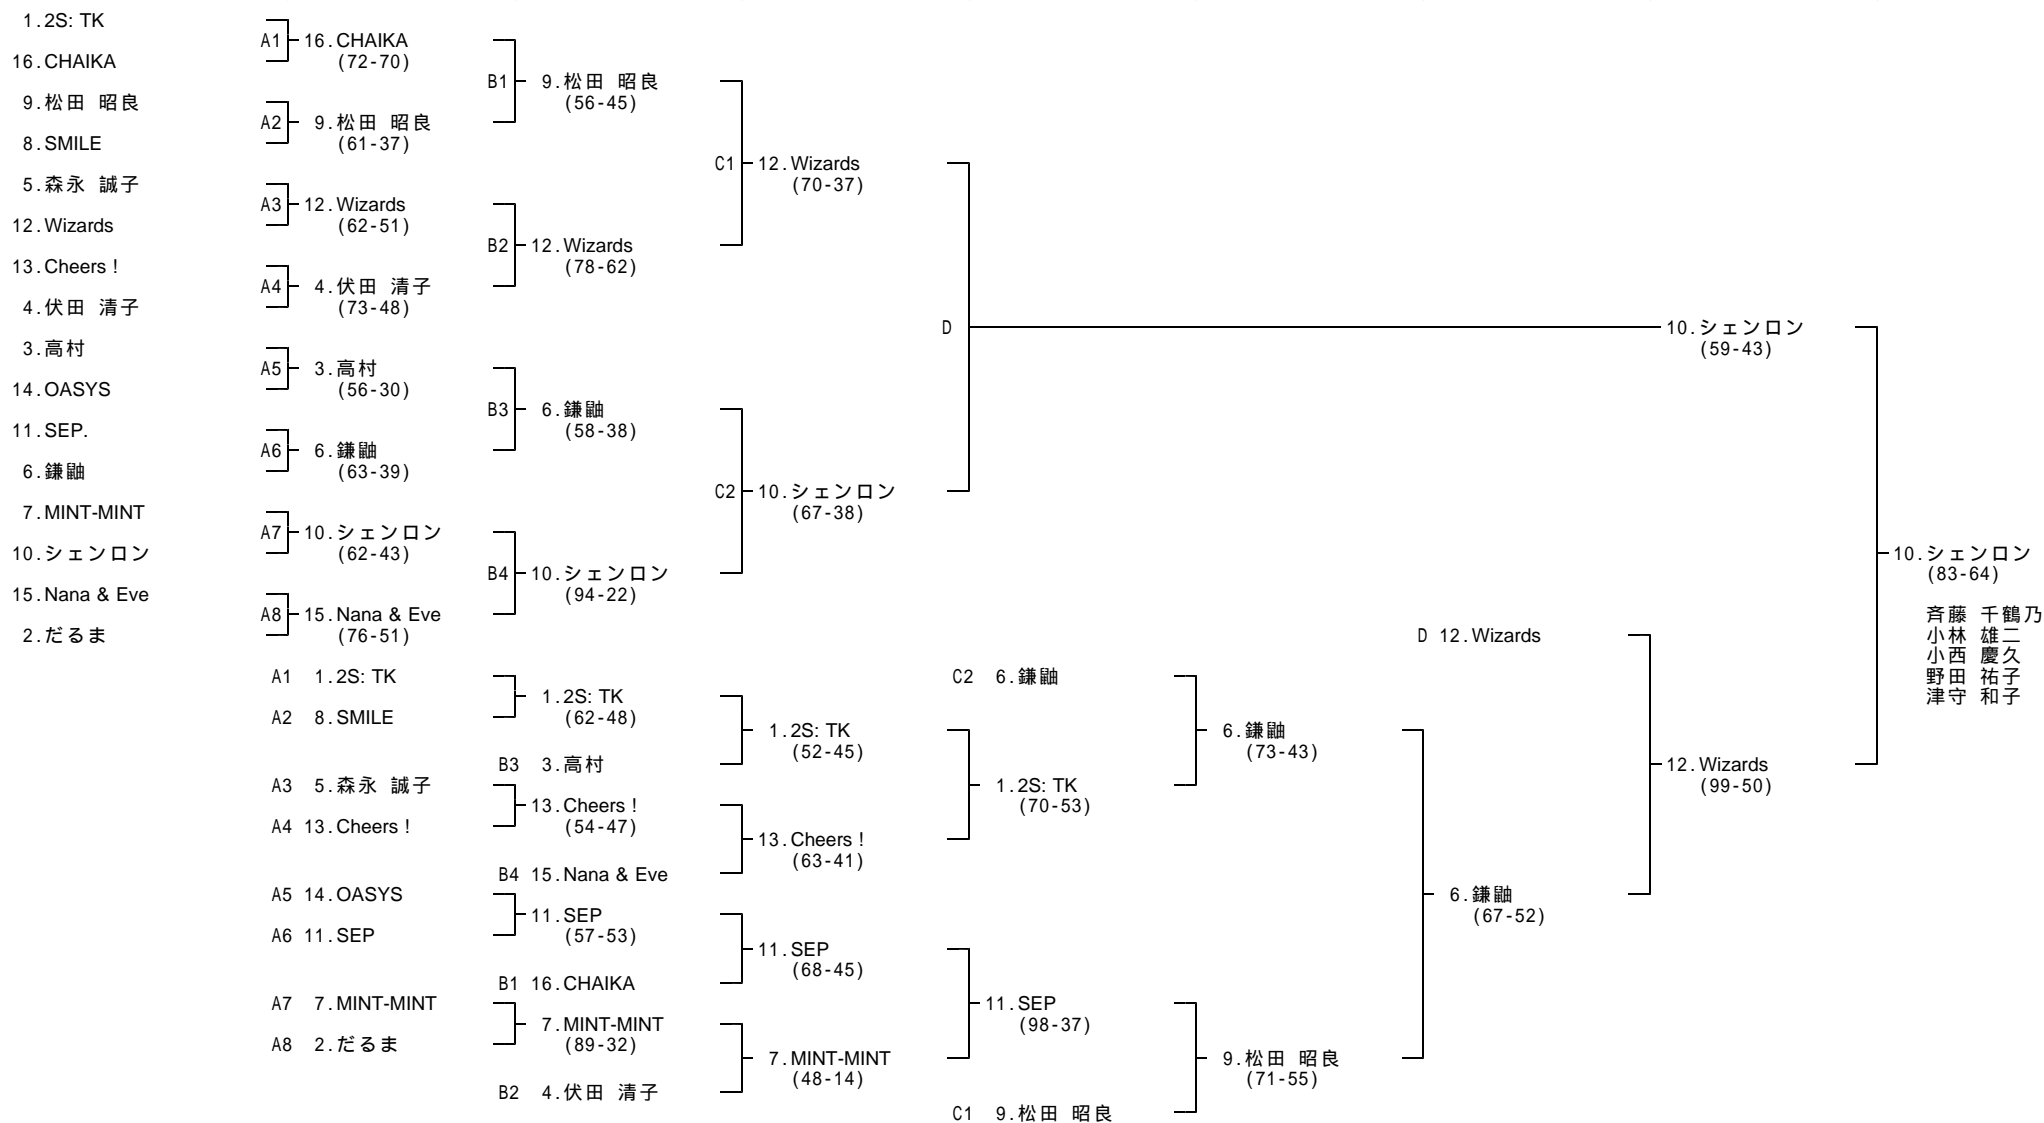 1.2S: TK
16.CHAIKA
9.松田 昭良
8.SMILE
5.森永 誠子
12.Wizards
13.Cheers !
4.伏田 清子
3.高村
14.OASYS
11.SEP.
6.鎌鼬
7.MINT-MINT
10.シェンロン
15.Nana & Eve
2.だるま
A1 16.CHAIKA
(72-70)
A2 9.松田 昭良
(61-37)
A3 12.Wizards
(62-51)
A4 4.伏田 清子
(73-48)
A5 3.高村
(56-30)
A6 6.鎌鼬
(63-39)
A7 10.シェンロン
(62-43)
A8 15.Nana & Eve
(76-51)
B1 9.松田 昭良
(56-45)
B2 12.Wizards
(78-62)
B3 6.鎌鼬
(58-38)
B4 10.シェンロン
(94-22)
C1 12.Wizards
(70-37)
C2 10.シェンロン
(67-38)
D
10.シェンロン
(59-43)
A1 1.2S: TK
A2 8.SMILE
A3 5.森永 誠子
A4 13.Cheers !
A5 14.OASYS
A6 11.SEP
A7 7.MINT-MINT
A8 2.だるま
1.2S: TK
(62-48)
B3 3.高村
13.Cheers !
(54-47)
B4 15.Nana & Eve
11.SEP
(57-53)
B1 16.CHAIKA
7.MINT-MINT
(89-32)
B2 4.伏田 清子
1.2S: TK
(52-45)
13.Cheers !
(63-41)
11.SEP
(68-45)
7.MINT-MINT
(48-14)
C2 6.鎌鼬
1.2S: TK
(70-53)
11.SEP
(98-37)
C1 9.松田 昭良
6.鎌鼬
(73-43)
9.松田 昭良
(71-55)
D 12.Wizards
6.鎌鼬
(67-52)
12.Wizards
(99-50)
10.シェンロン
(83-64)
斉藤 千鶴乃
小林 雄二
小西 慶久
野田 祐子
津守 和子